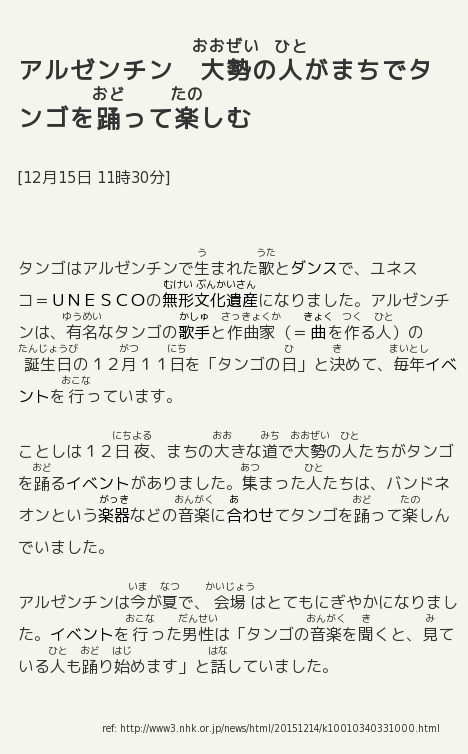 アルゼンチン　大勢の人がまちでタ
ンゴを踊って楽しむ
[12月15日 11時30分]
タンゴはアルゼンチンで生まれた歌とダンスで、ユネス
コ＝ＵＮＥＳＣＯの無形文化遺産になりました。アルゼンチ
ンは、有名なタンゴの歌手と作曲家（＝曲を作る人）の
誕生日の１２月１１日を「タンゴの日」と決めて、毎年イベ
ントを行っています。
ことしは１２日夜、まちの大きな道で大勢の人たちがタンゴ
を踊るイベントがありました。集まった人たちは、バンドネ
オンという楽器などの音楽に合わせてタンゴを踊って楽しん
でいました。
アルゼンチンは今が夏で、会場はとてもにぎやかになりまし
た。イベントを行った男性は「タンゴの音楽を聞くと、見て
いる人も踊り始めます」と話していました。
ref: http://www3.nhk.or.jp/news/html/20151214/k10010340331000.html